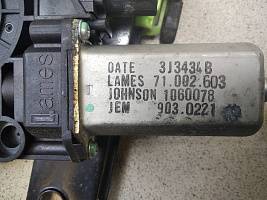 Lames
DATE 3J3434B
LAMES 71.002.603
JOHNSON 1060078
JEM 903.0221